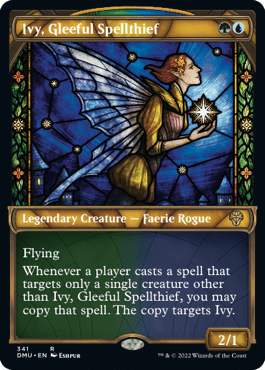 Ivy, Gleeful Spellthief
Legendary Creature — Faerie Rogue
Flying
Whenever a player casts a spell that
targets only a single creature other
than Ivy, Gleeful Spellthief, you may
copy that spell. The copy targets Ivy.
2/1
341 R
DMU • EN Eshpur
™ & © 2022 Wizards of the Coast